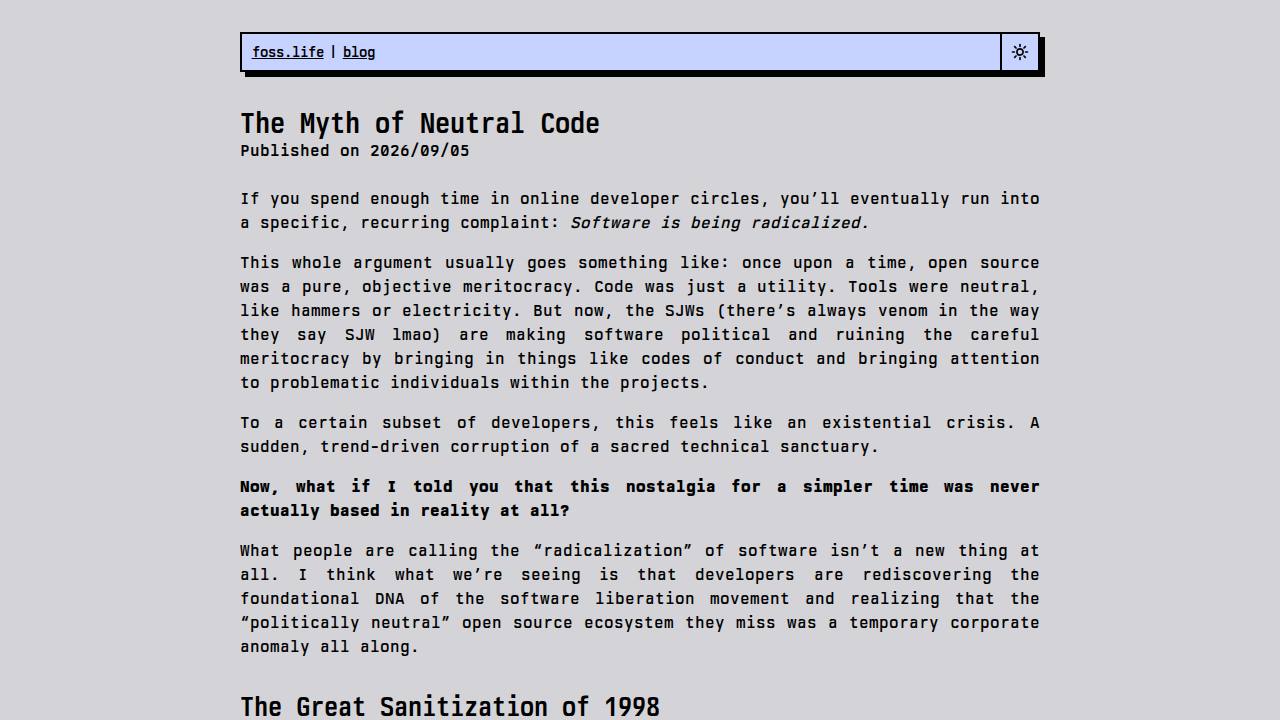 foss.life | blog
The Myth of Neutral Code
Published on 2026/09/05
If you spend enough time in online developer circles, you’ll eventually run into
a specific, recurring complaint: Software is being radicalized.
This whole argument usually goes something like: once upon a time, open source
was a pure, objective meritocracy. Code was just a utility. Tools were neutral,
like hammers or electricity. But now, the SJWs (there’s always venom in the way
they say SJW lmao) are making software political and ruining the careful
meritocracy by bringing in things like codes of conduct and bringing attention
to problematic individuals within the projects.
To a certain subset of developers, this feels like an existential crisis. A
sudden, trend-driven corruption of a sacred technical sanctuary.
Now, what if I told you that this nostalgia for a simpler time was never
actually based in reality at all?
What people are calling the “radicalization” of software isn’t a new thing at
all. I think what we’re seeing is that developers are rediscovering the
foundational DNA of the software liberation movement and realizing that the
“politically neutral” open source ecosystem they miss was a temporary corporate
anomaly all along.
The Great Sanitization of 1998